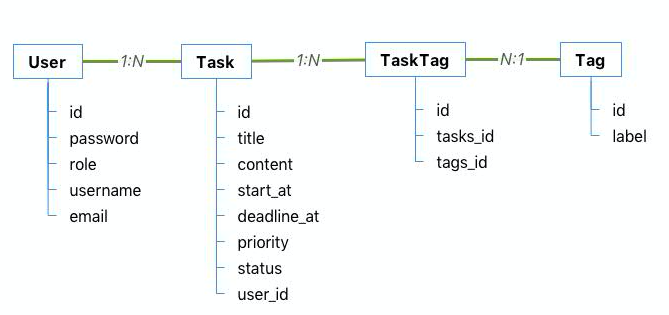 User 1:N Task 1:N TaskTag N:1 Tag
id
password
role
username
email
id
title
content
start_at
deadline_at
priority
status
user_id
id
tasks_id
tags_id
id
label